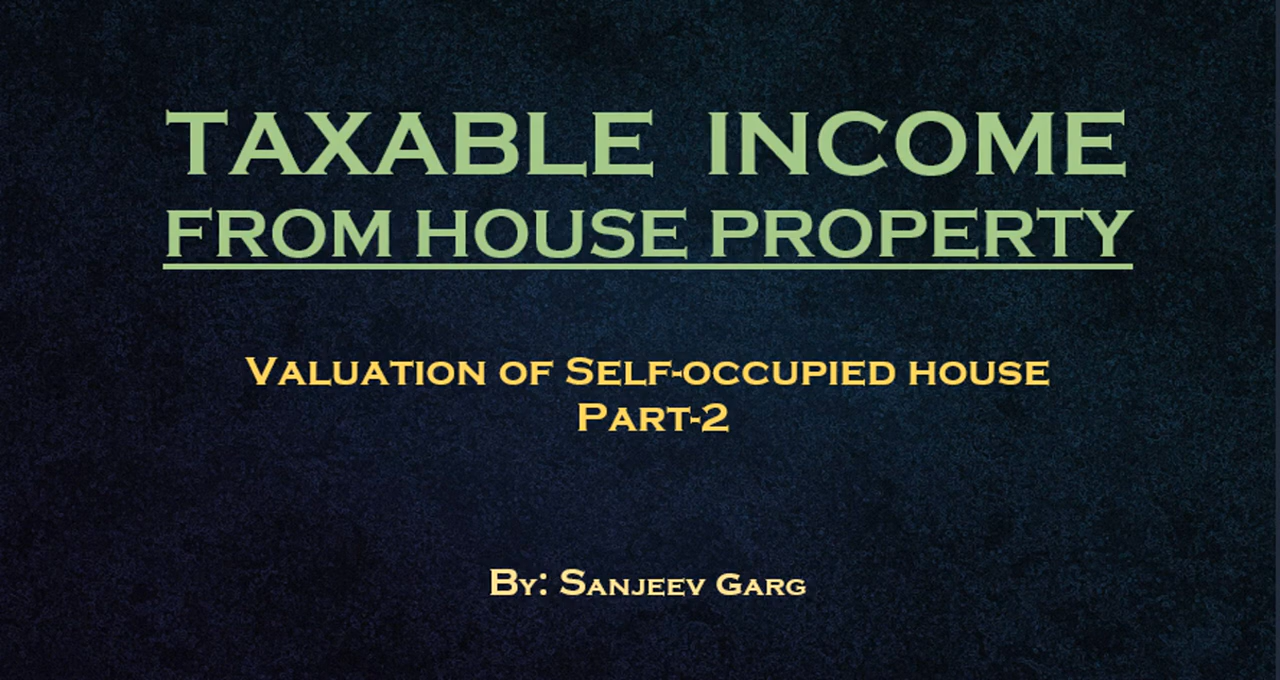 TAXABLE INCOME
FROM HOUSE PROPERTY
VALUATION OF SELF-OCCUPIED HOUSE
PART-2
BY: SANJEEV GARG